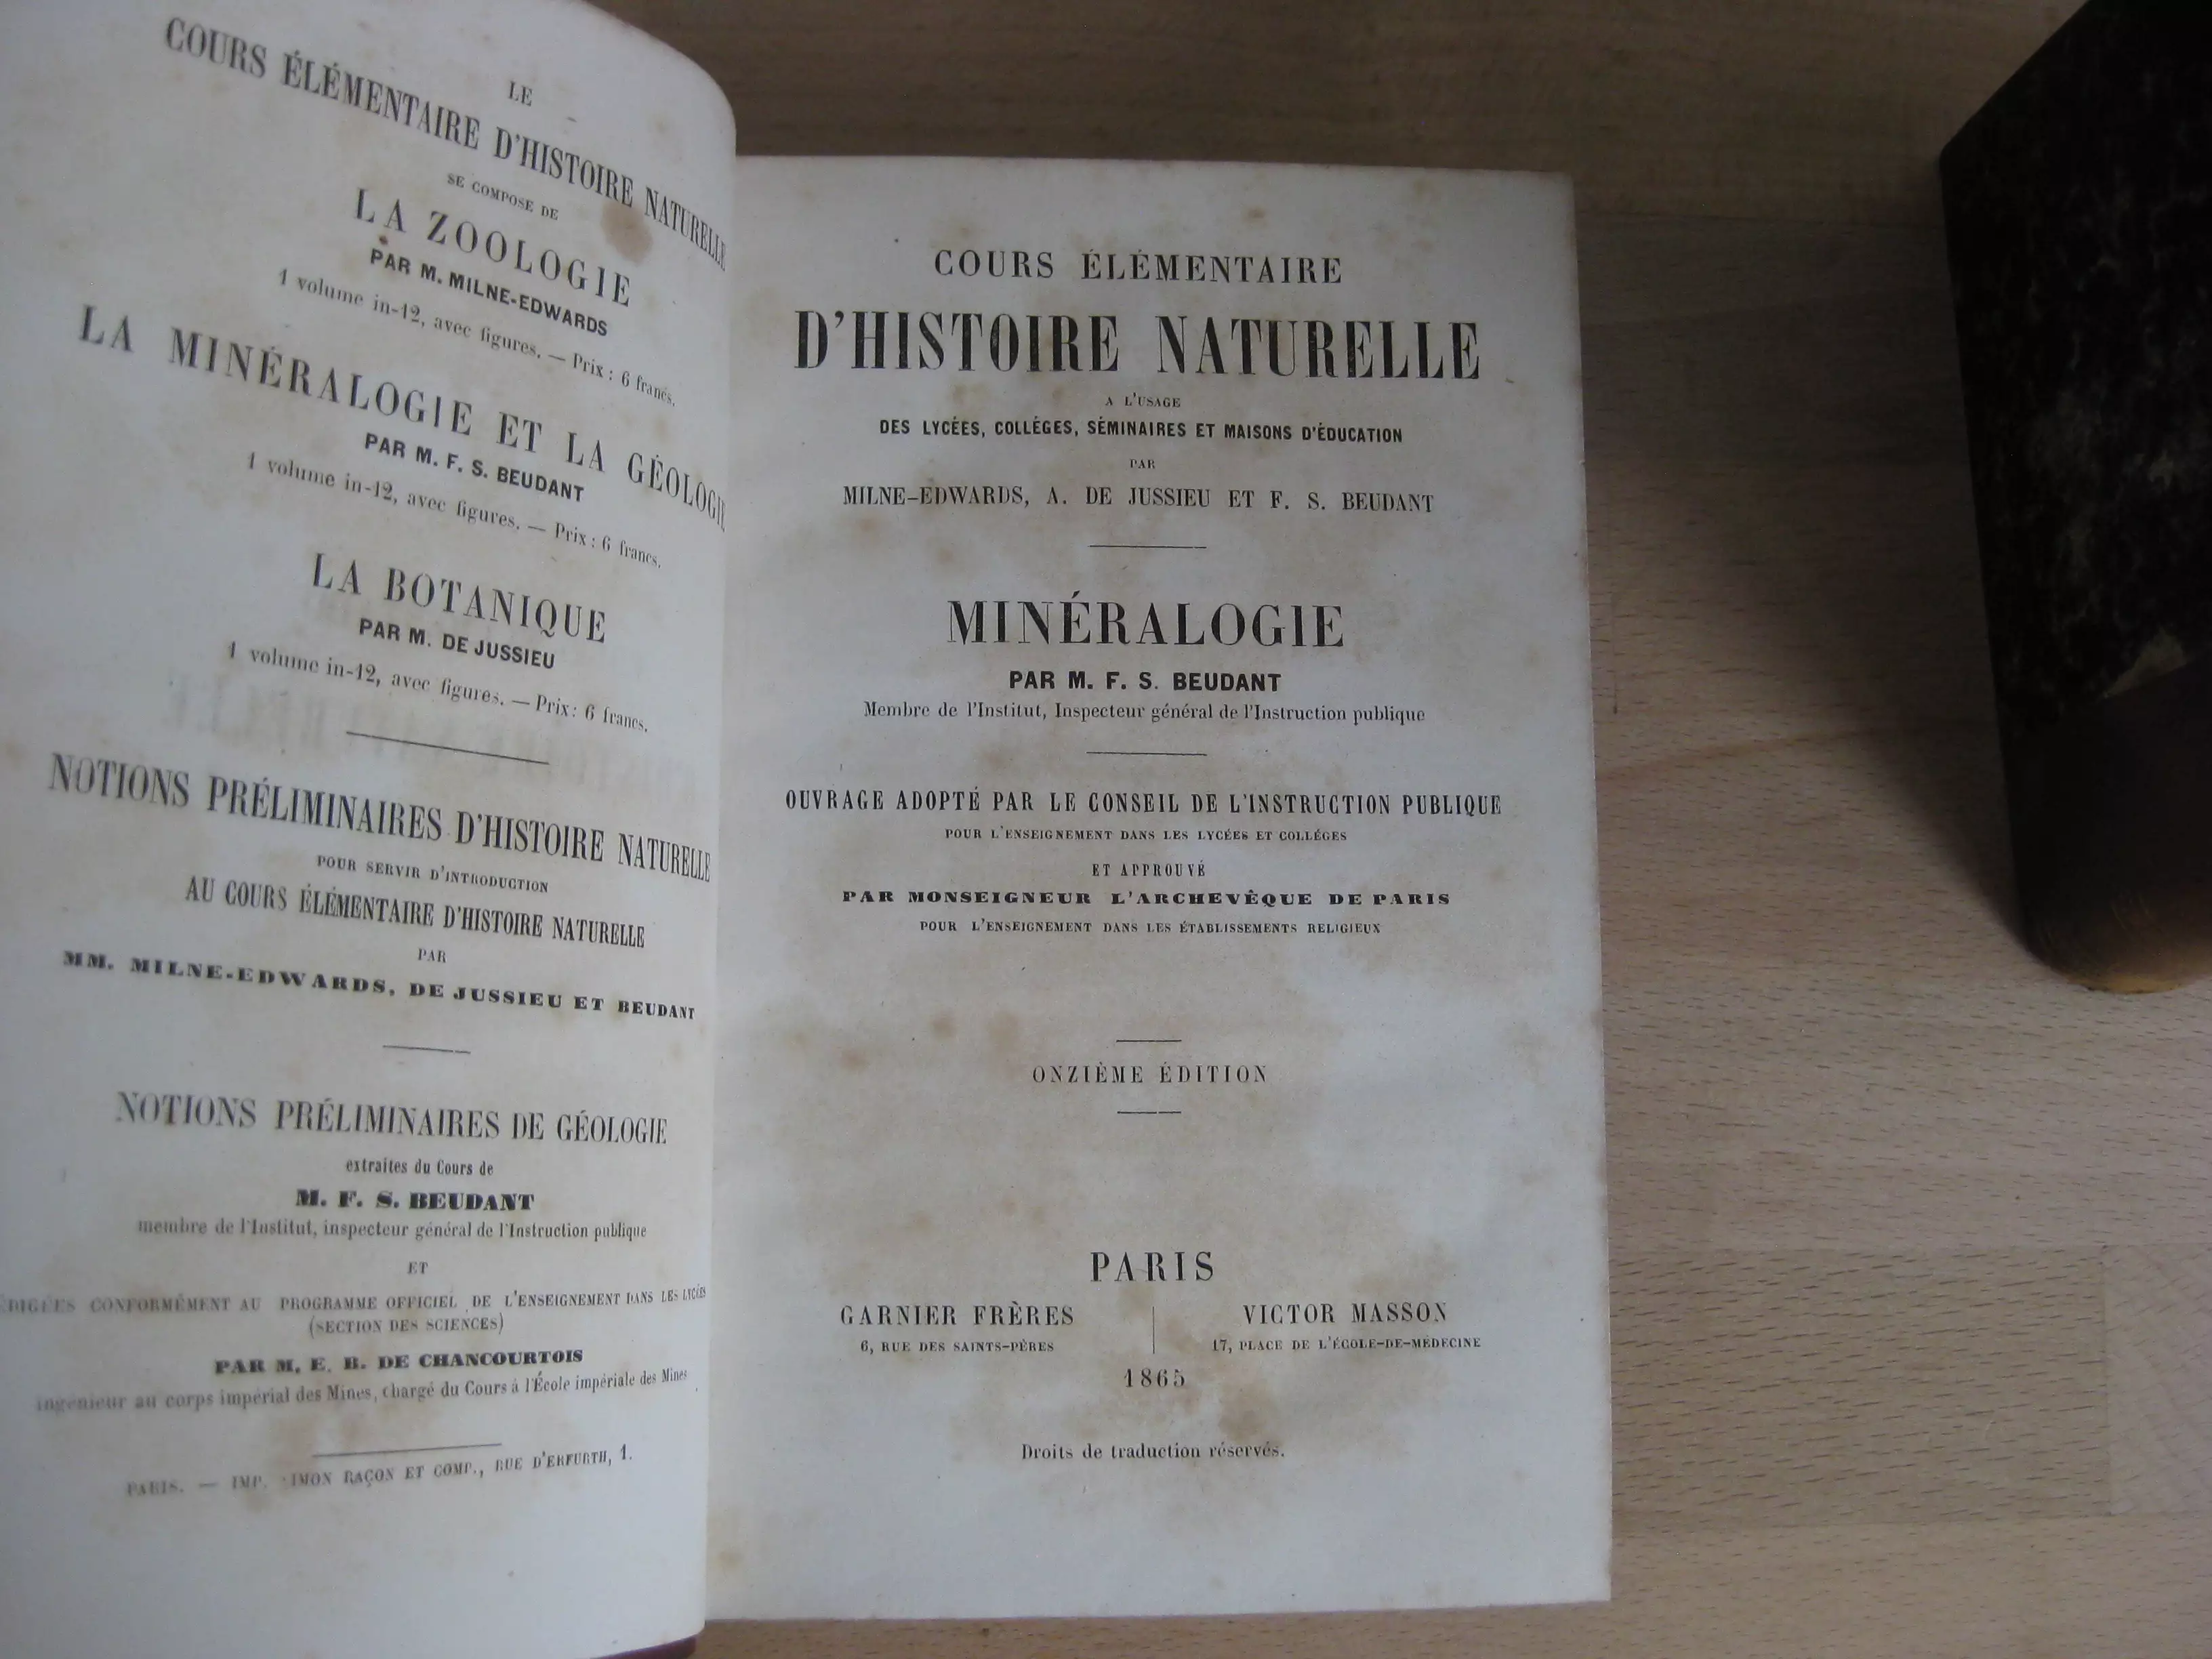 LE
COURS ÉLÉMENTAIRE D'HISTOIRE NATURELLE
SE COMPOSE DE
LA ZOOLOGIE
PAR M. MILNE-EDWARDS
1 volume in-12, avec figures. — Prix : 6 francs.
LA MINÉRALOGIE ET LA GÉOLOGIE
PAR M. F. S. BEUDANT
1 volume in-12, avec figures. — Prix : 6 francs.
LA BOTANIQUE
PAR M. DE JUSSIEU
1 volume in-12, avec figures. — Prix : 6 francs.
NOTIONS PRÉLIMINAIRES D'HISTOIRE NATURELLE
POUR SERVIR D'INTRODUCTION
AU COURS ÉLÉMENTAIRE D'HISTOIRE NATURELLE
PAR
MM. MILNE-EDWARDS, DE JUSSIEU ET BEUDANT
NOTIONS PRÉLIMINAIRES DE GÉOLOGIE
extraites du Cours de
M. F. S. BEUDANT
membre de l'Institut, inspecteur général de l'Instruction publique
ET
CONFORMÉMENT AU PROGRAMME OFFICIEL DE L'ENSEIGNEMENT DANS LES LYCÉES
(SECTION DES SCIENCES)
PAR M. E. B. DE CHANCOURTOIS
ingénieur au corps impérial des Mines, chargé du Cours à l'École impériale des Mines
PARIS. — IMP. SIMON RAÇON ET COMP., RUE D'ERFURTH, 1.
COURS ÉLÉMENTAIRE
D'HISTOIRE NATURELLE
A L'USAGE
DES LYCÉES, COLLÉGES, SÉMINAIRES ET MAISONS D'ÉDUCATION
PAR
MILNE-EDWARDS, A. DE JUSSIEU ET F. S. BEUDANT
MINÉRALOGIE
PAR M. F. S. BEUDANT
Membre de l'Institut, Inspecteur général de l'Instruction publique
OUVRAGE ADOPTÉ PAR LE CONSEIL DE L'INSTRUCTION PUBLIQUE
POUR L'ENSEIGNEMENT DANS LES LYCÉES ET COLLÉGES
ET APPROUVÉ
PAR MONSEIGNEUR L'ARCHEVÊQUE DE PARIS
POUR L'ENSEIGNEMENT DANS LES ÉTABLISSEMENTS RELIGIEUX
ONZIÈME ÉDITION
PARIS
GARNIER FRÈRES
6, RUE DES SAINTS-PÈRES
VICTOR MASSON
17, PLACE DE L'ÉCOLE-DE-MÉDECINE
1865
Droits de traduction réservés.